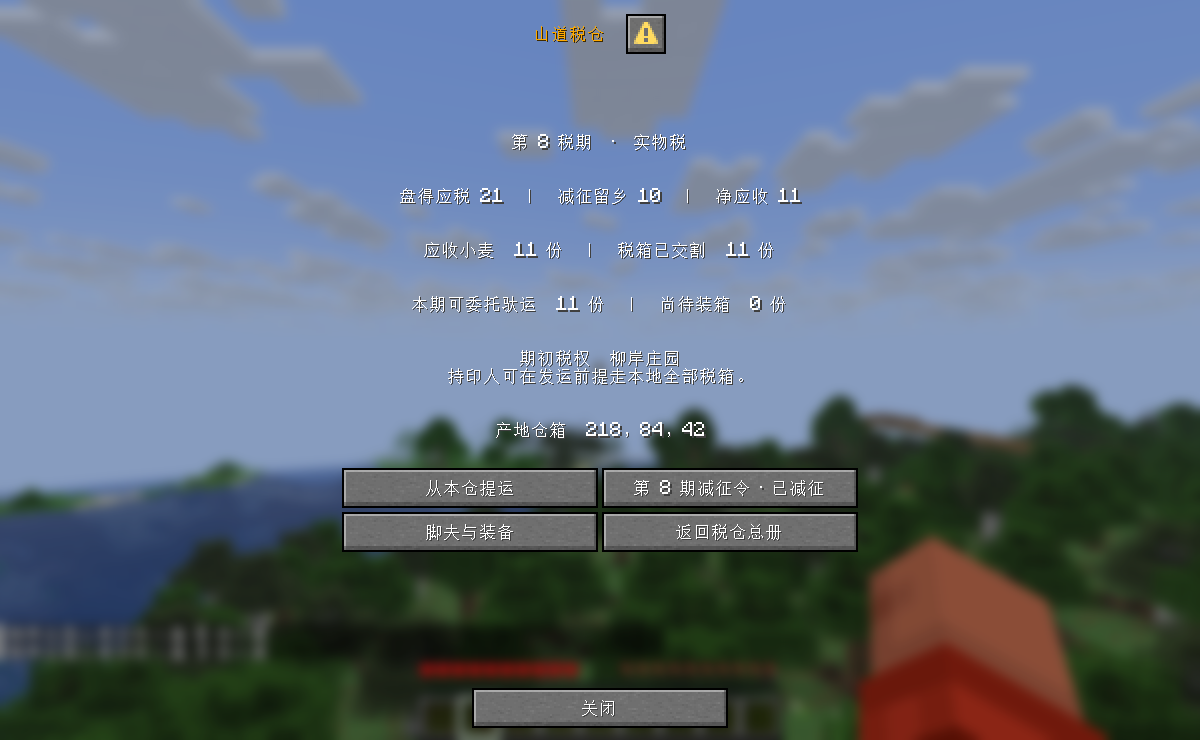 山道税仓
第 8 税期 · 实物税
盘得应税 21 | 减征留乡 10 | 净应收 11
应收小麦 11 份 | 税箱已交割 11 份
本期可委托驮运 11 份 | 尚待装箱 0 份
期初税权 柳岸庄园
持印人可在发运前提走本地全部税箱。
产地仓箱 218, 84, 42
从本仓提运
第 8 期减征令 · 已减征
脚夫与装备
返回税仓总册
关闭